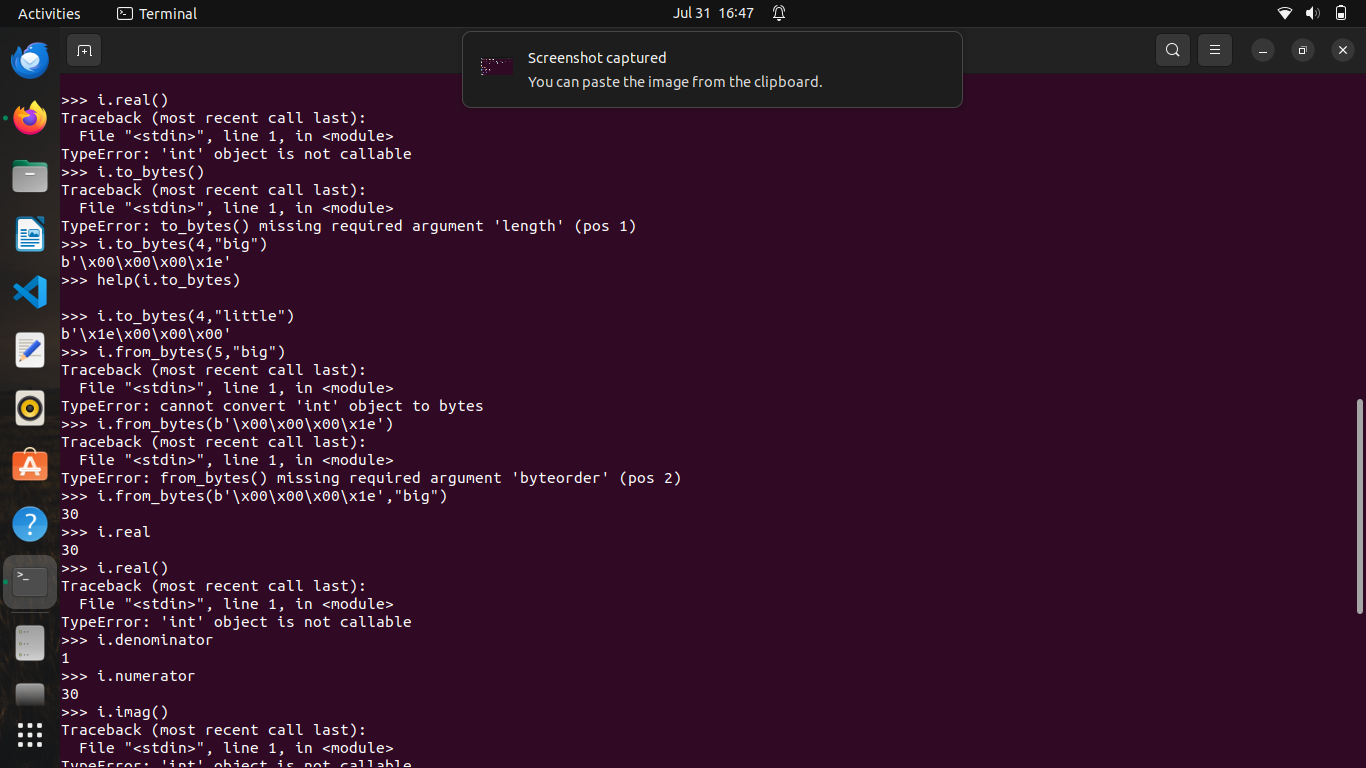 Activities
Terminal
Jul 31 16:47
Screenshot captured
You can paste the image from the clipboard.
>>> i.real()
Traceback (most recent call last):
  File "<stdin>", line 1, in <module>
TypeError: 'int' object is not callable
>>> i.to_bytes()
Traceback (most recent call last):
  File "<stdin>", line 1, in <module>
TypeError: to_bytes() missing required argument 'length' (pos 1)
>>> i.to_bytes(4,"big")
b'\x00\x00\x00\x1e'
>>> help(i.to_bytes)
>>> i.to_bytes(4,"little")
b'\x1e\x00\x00\x00'
>>> i.from_bytes(5,"big")
Traceback (most recent call last):
  File "<stdin>", line 1, in <module>
TypeError: cannot convert 'int' object to bytes
>>> i.from_bytes(b'\x00\x00\x00\x1e')
Traceback (most recent call last):
  File "<stdin>", line 1, in <module>
TypeError: from_bytes() missing required argument 'byteorder' (pos 2)
>>> i.from_bytes(b'\x00\x00\x00\x1e',"big")
30
>>> i.real
30
>>> i.real()
Traceback (most recent call last):
  File "<stdin>", line 1, in <module>
TypeError: 'int' object is not callable
>>> i.denominator
1
>>> i.numerator
30
>>> i.imag()
Traceback (most recent call last):
  File "<stdin>", line 1, in <module>
TypeError: 'int' object is not callable